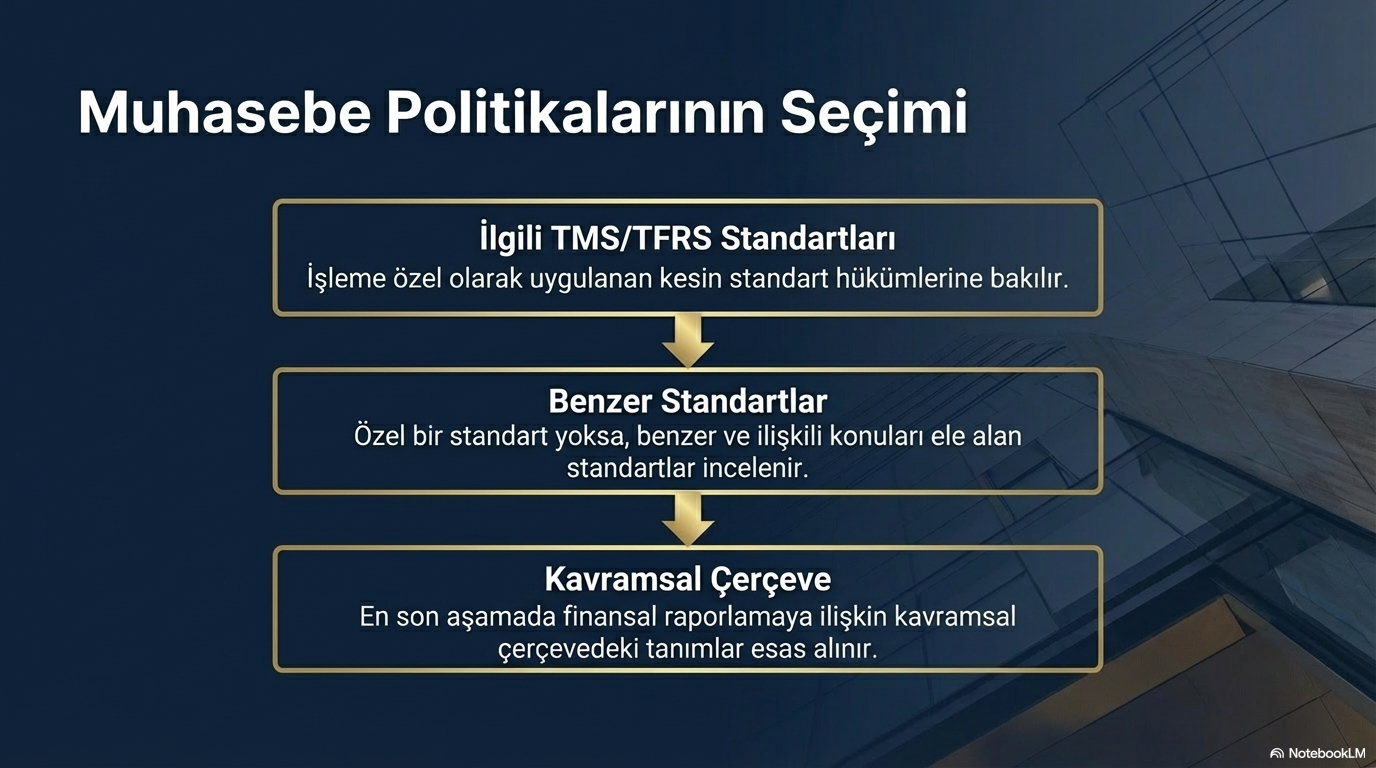 Muhasebe Politikalarının Seçimi
İlgili TMS/TFRS Standartları
İşleme özel olarak uygulanan kesin standart hükümlerine bakılır.
Benzer Standartlar
Özel bir standart yoksa, benzer ve ilişkili konuları ele alan
standartlar incelenir.
Kavramsal Çerçeve
En son aşamada finansal raporlamaya ilişkin kavramsal
çerçevedeki tanımlar esas alınır.
NotebookLM